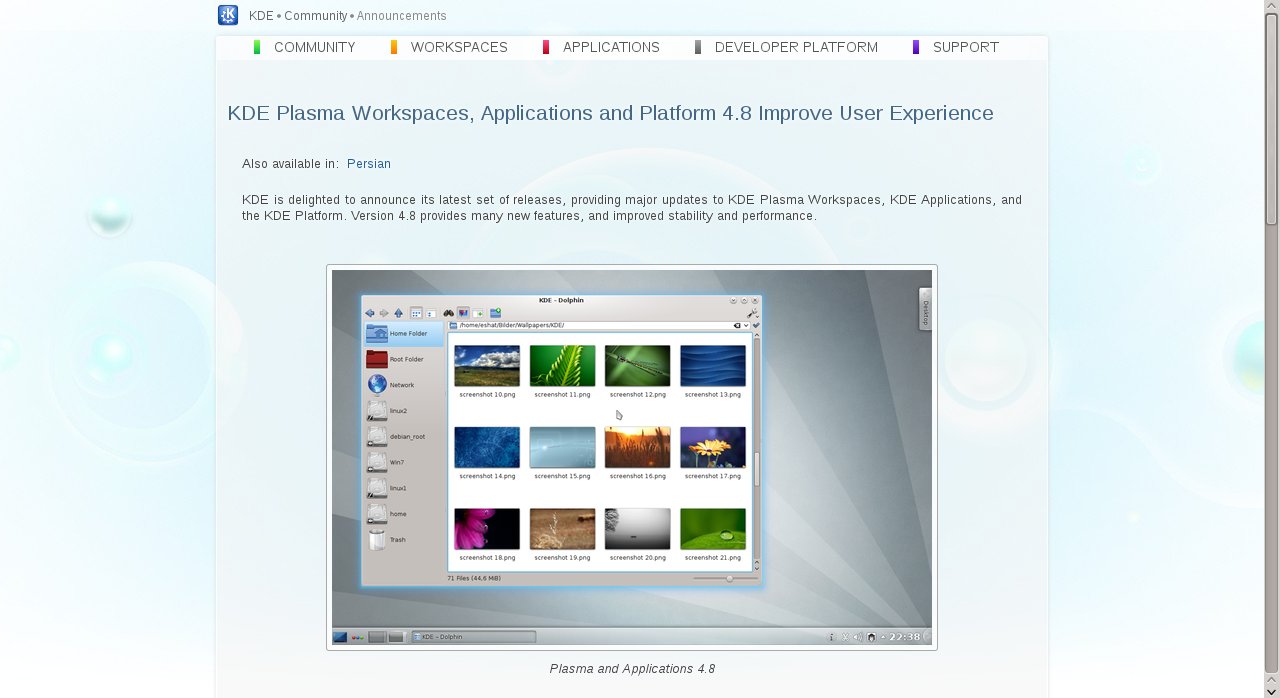 KDE • Community • Announcements
COMMUNITY WORKSPACES APPLICATIONS DEVELOPER PLATFORM SUPPORT
KDE Plasma Workspaces, Applications and Platform 4.8 Improve User Experience
Also available in: Persian
KDE is delighted to announce its latest set of releases, providing major updates to KDE Plasma Workspaces, KDE Applications, and
the KDE Platform. Version 4.8 provides many new features, and improved stability and performance.
KDE - Dolphin
/home/eshat/Bilder/Wallpapers/KDE/
Desktop
Home Folder
Root Folder
Network
linux2
debian_root
Win7
linux1
home
Trash
screenshot 10.png screenshot 11.png screenshot 12.png screenshot 13.png
screenshot 14.png screenshot 15.png screenshot 16.png screenshot 17.png
screenshot 18.png screenshot 19.png screenshot 20.png screenshot 21.png
71 Files (44,6 MiB)
KDE - Dolphin
22:38
Plasma and Applications 4.8